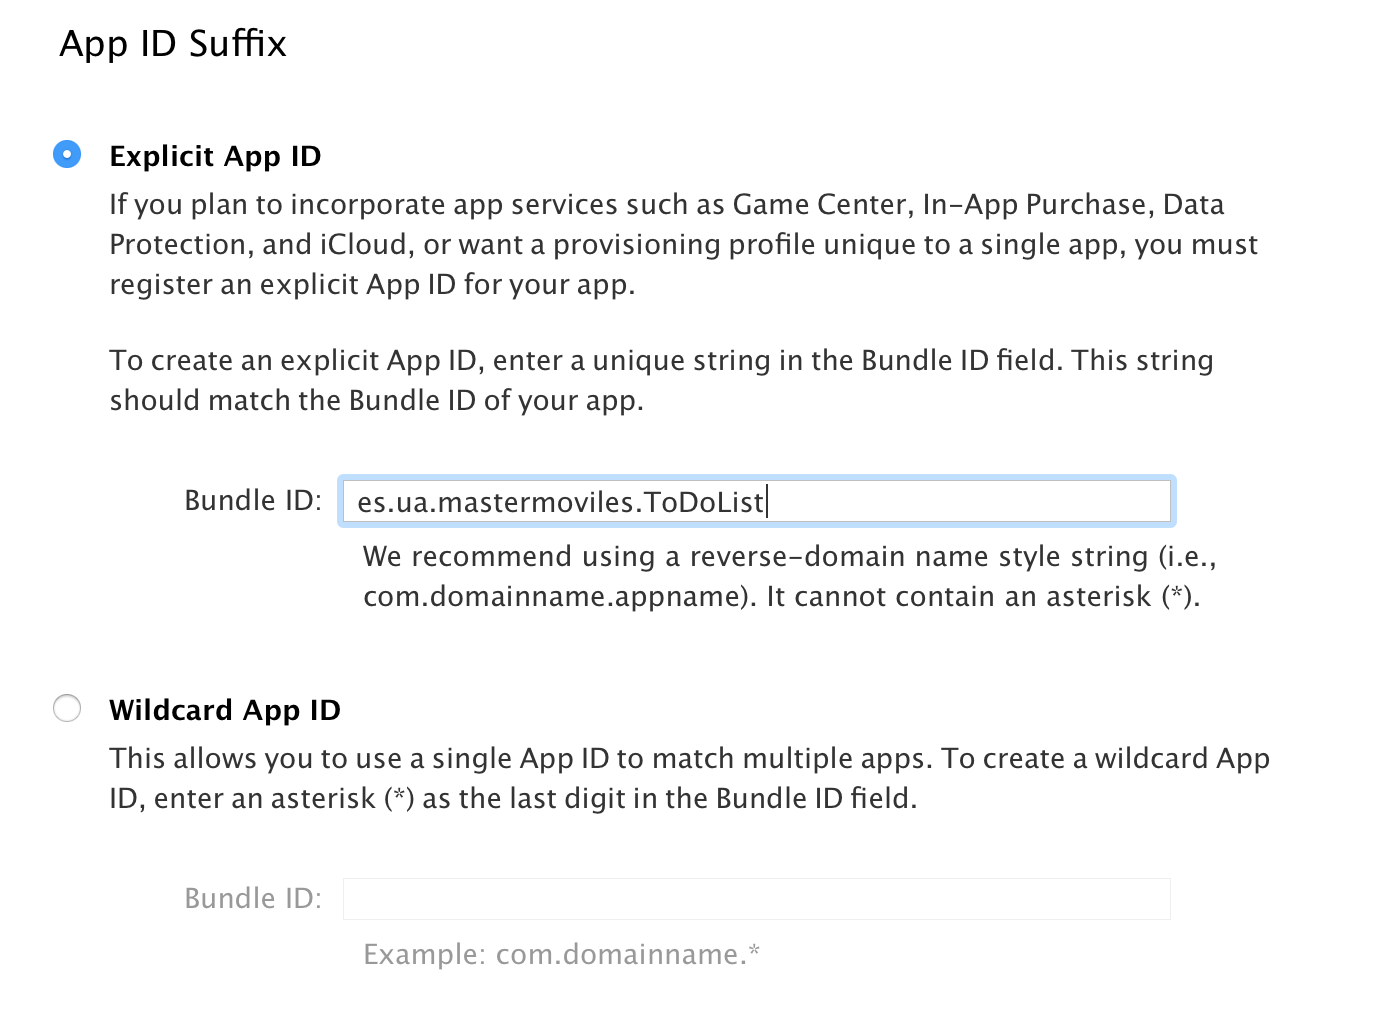 App ID Suffix
Explicit App ID
If you plan to incorporate app services such as Game Center, In-App Purchase, Data
Protection, and iCloud, or want a provisioning profile unique to a single app, you must
register an explicit App ID for your app.
To create an explicit App ID, enter a unique string in the Bundle ID field. This string
should match the Bundle ID of your app.
Bundle ID: es.ua.mastermoviles.ToDoList
We recommend using a reverse-domain name style string (i.e.,
com.domainname.appname). It cannot contain an asterisk (*).
Wildcard App ID
This allows you to use a single App ID to match multiple apps. To create a wildcard App
ID, enter an asterisk (*) as the last digit in the Bundle ID field.
Bundle ID:
Example: com.domainname.*